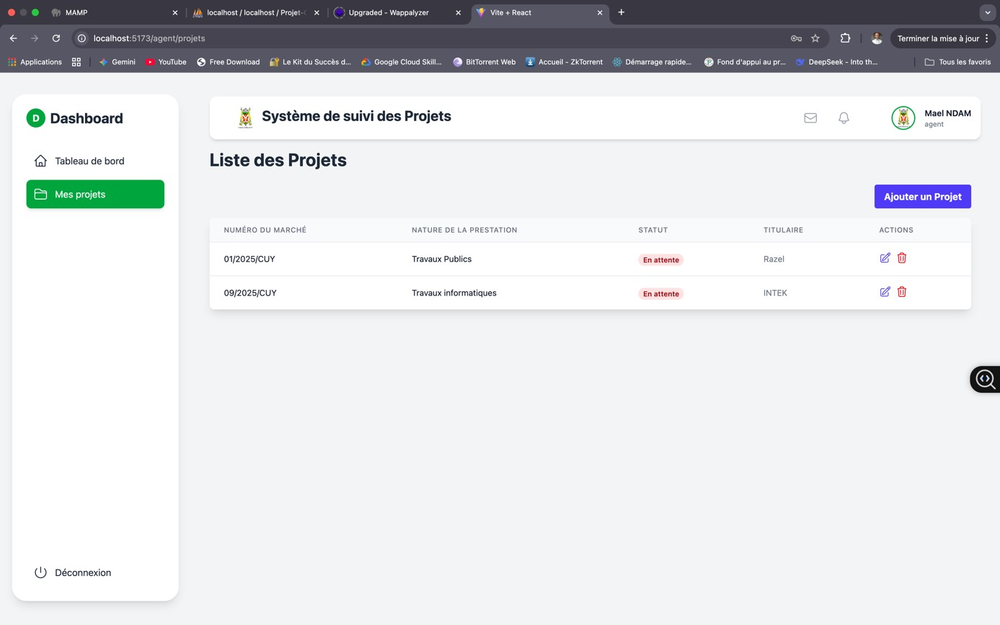 MAMP
localhost / localhost / Projet-
Upgraded - Wappalyzer
Vite + React
localhost:5173/agent/projets
Terminer la mise à jour
Applications
Gemini
YouTube
Free Download
Le Kit du Succès d...
Google Cloud Skill...
BitTorrent Web
Accueil - ZkTorrent
Démarrage rapide...
Fond d'appui au pr...
DeepSeek - Into th...
Tous les favoris
D Dashboard
Tableau de bord
Mes projets
Déconnexion
Système de suivi des Projets
Mael NDAM
agent
Liste des Projets
Ajouter un Projet
NUMÉRO DU MARCHÉ NATURE DE LA PRESTATION STATUT TITULAIRE ACTIONS
01/2025/CUY Travaux Publics En attente Razel
09/2025/CUY Travaux informatiques En attente INTEK